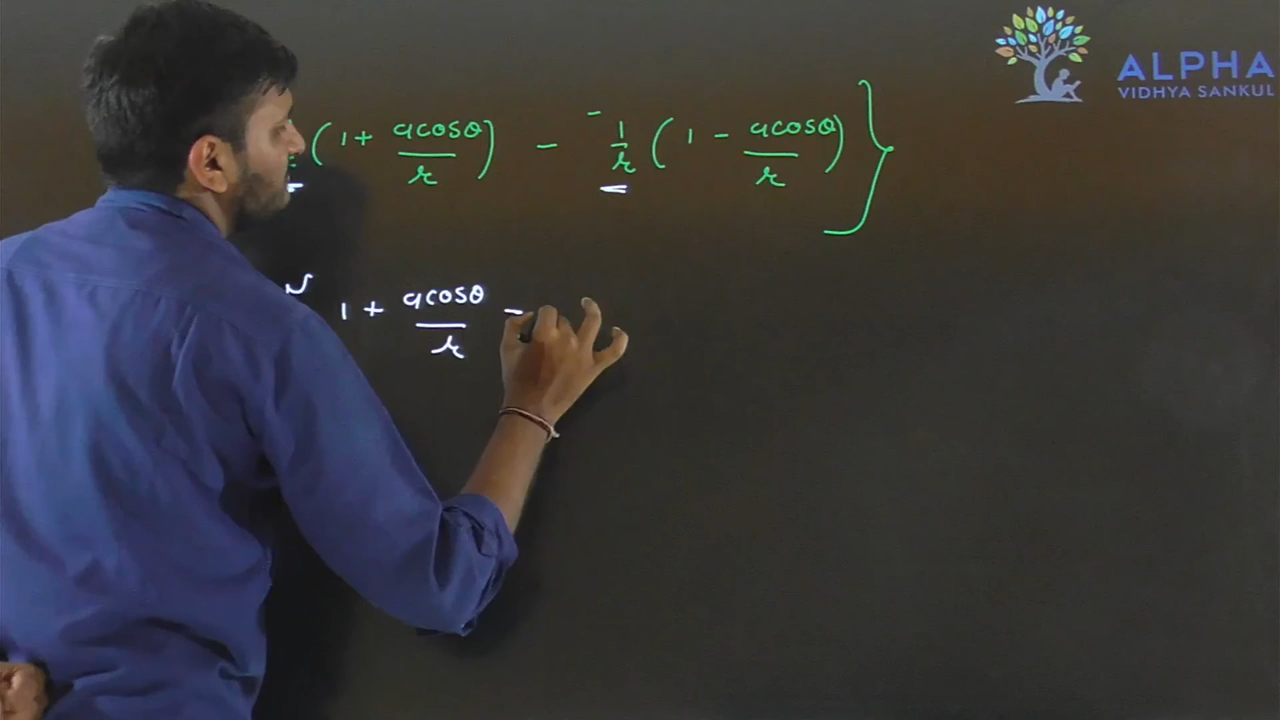 ALPHA
VIDHYA SANKUL
(1 + acosθ/r) - - 1/r (1 - acosθ/r) }
1 + acosθ/r -